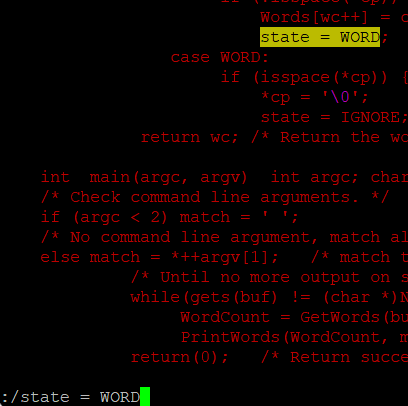 if (!isspace(*cp)) {
Words[wc++] = c
state = WORD;
case WORD:
if (isspace(*cp)) {
*cp = '\0';
state = IGNORE;
return wc; /* Return the wo
int  main(argc, argv)  int argc; char
/* Check command line arguments. */
if (argc < 2) match = ' ';
/* No command line argument, match al
else match = *++argv[1];   /* match t
/* Until no more output on s
while(gets(buf) != (char *)N
WordCount = GetWords(bu
PrintWords(WordCount, m
return(0);   /* Return succe
:/state = WORD